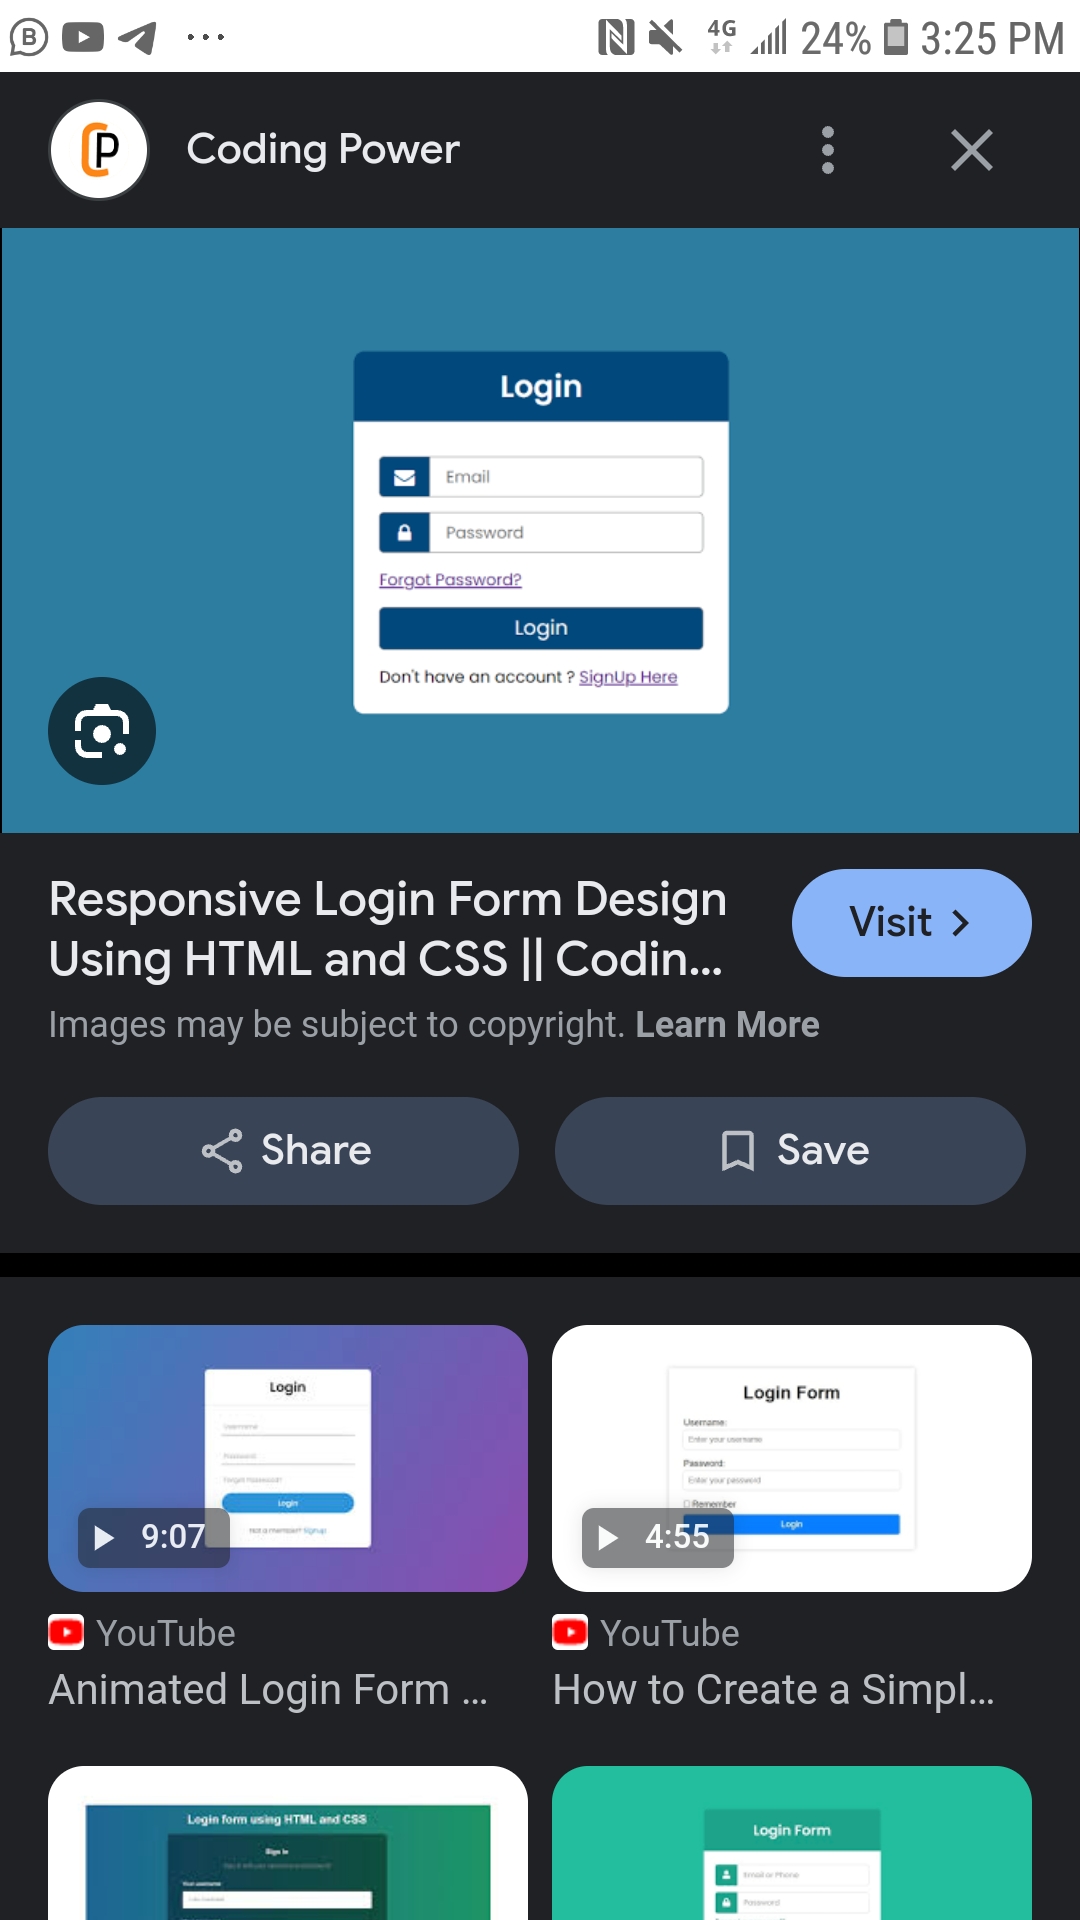 4G 24% 3:25 PM
Coding Power
Login
Email
Password
Forgot Password?
Login
Don't have an account ? SignUp Here
Responsive Login Form Design
Visit
Using HTML and CSS || Codin...
Images may be subject to copyright. Learn More
Share
Save
Login
Username
Password
Forgot Password?
Login
Not a member? Signup
9:07
Login Form
Username:
Enter your username
Password:
Enter your password
Remember
Login
4:55
YouTube
Animated Login Form ...
YouTube
How to Create a Simpl...
Login form using HTML and CSS
Sign in
Your username
Login Form
Email or Phone
Password